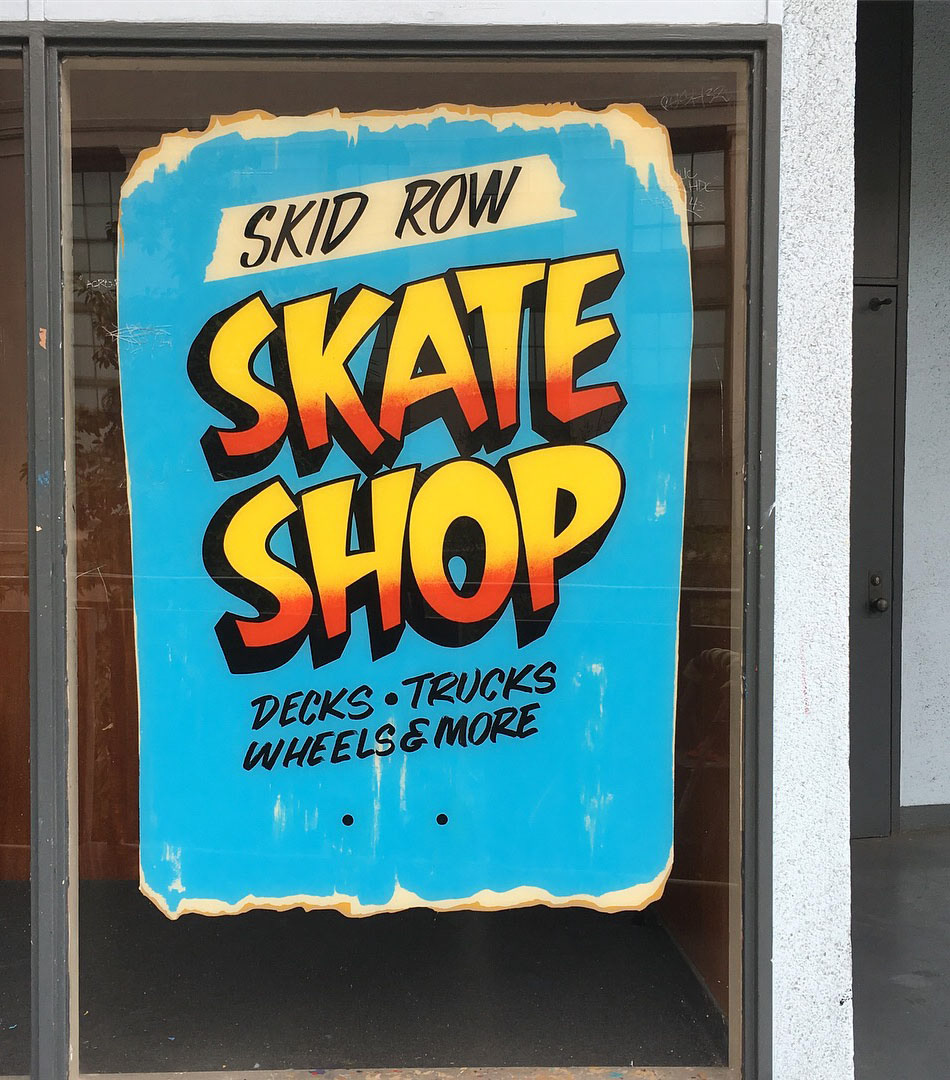 SKID ROW
SKATE
SHOP
DECKS • TRUCKS
WHEELS & MORE